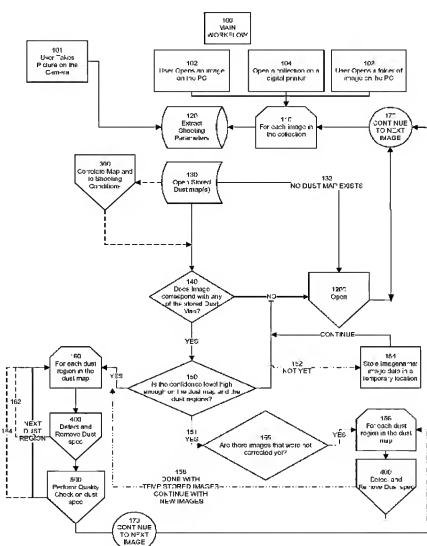 100
MAIN
WORKFLOW
101
User Takes
Picture on the
Camera
102
User Opens an image
on the PC
104
Open a collection on a
digital printer
103
User Opens a folder of
image on the PC
120
Extract
Shooting
Parameters
110
For each image in
the collection
CONTINUE
TO NEXT
IMAGE
300
Correlate Map and
to Shooting
Conditions
130
Open Stored
Dust map(s)
132
NO DUST MAP EXISTS
140
Does Image
correspond with any
of the stored Dust
NO
Open
YES
CONTINUE
160
For each dust
region in the
dust map
YES
150
Is the confidence level high
enough on the dust map and the
dust regions?
152
NOT YET
154
Store
image data in a
temporary location
162
164
NEXT
DUST
REGION
400
Detect and
Remove Dust
spec
151
YES
155
Are there images that were not
corrected yet?
YES
156
For each dust
region in the dust
map
158
DONE WITH
TEMP STORED IMAGES
CONTINUE WITH
NEW IMAGES
400
Detect and
Remove Dust spec
500
Perform Quality
Check on dust
spec
CONTINUE
TO NEXT
IMAGE